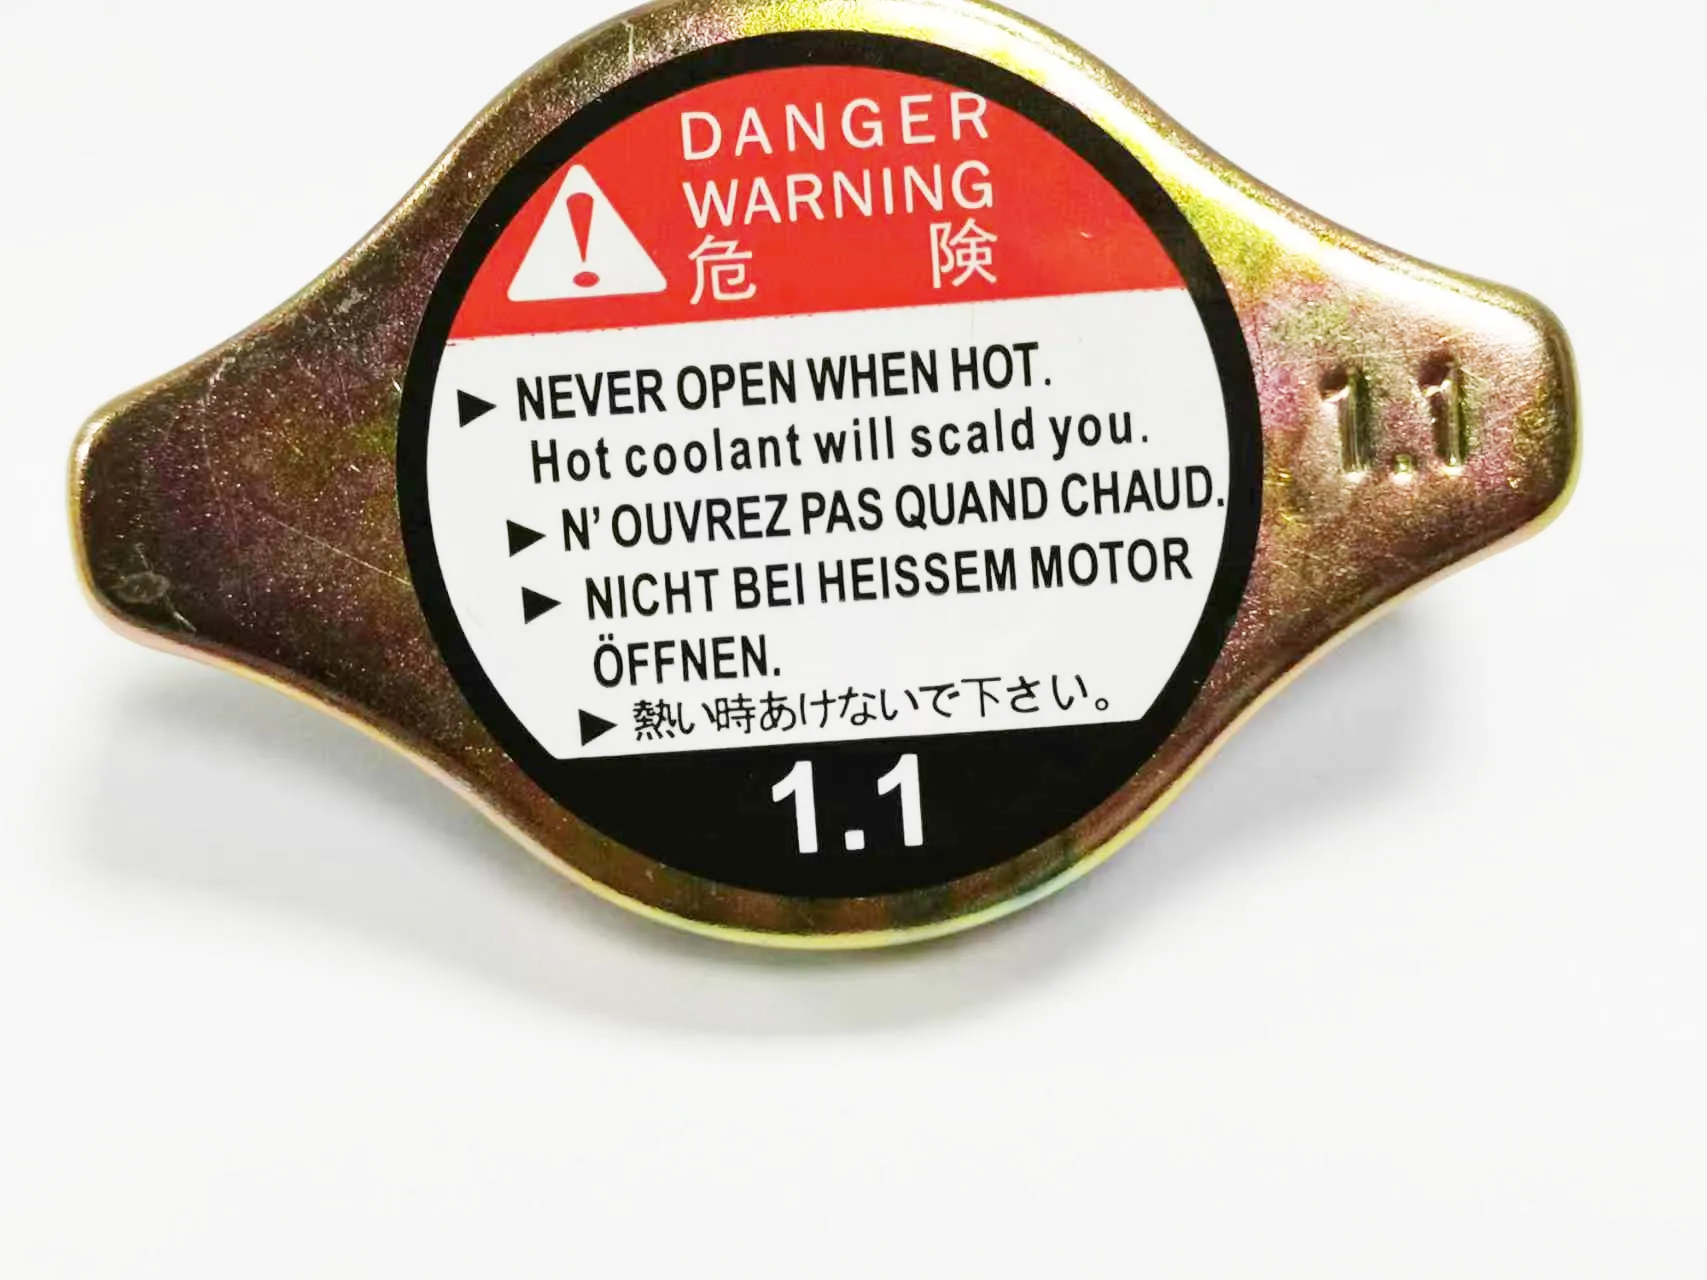 DANGER
WARNING
危 険
▶ NEVER OPEN WHEN HOT.
Hot coolant will scald you.
▶ N'OUVREZ PAS QUAND CHAUD.
▶ NICHT BEI HEISSEM MOTOR
ÖFFNEN.
▶ 熱い時あけないで下さい。
1.1
1.1